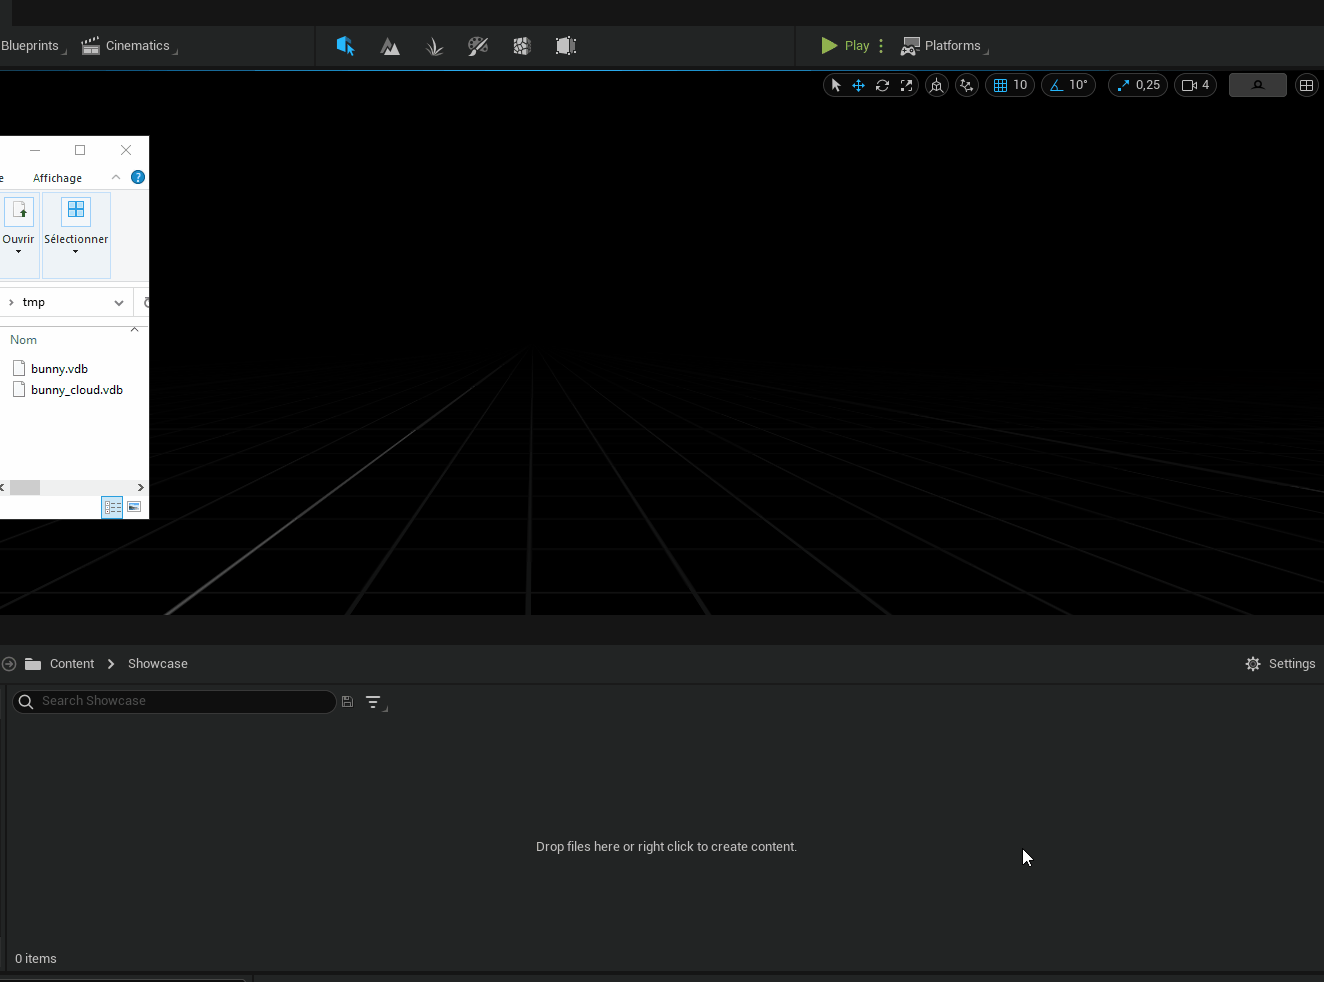 Blueprints
Cinematics
Play
Platforms
10
10°
0,25
4
Affichage
?
Ouvrir
Sélectionner
tmp
Nom
bunny.vdb
bunny_cloud.vdb
Content
Showcase
Settings
Search Showcase
Drop files here or right click to create content.
0 items